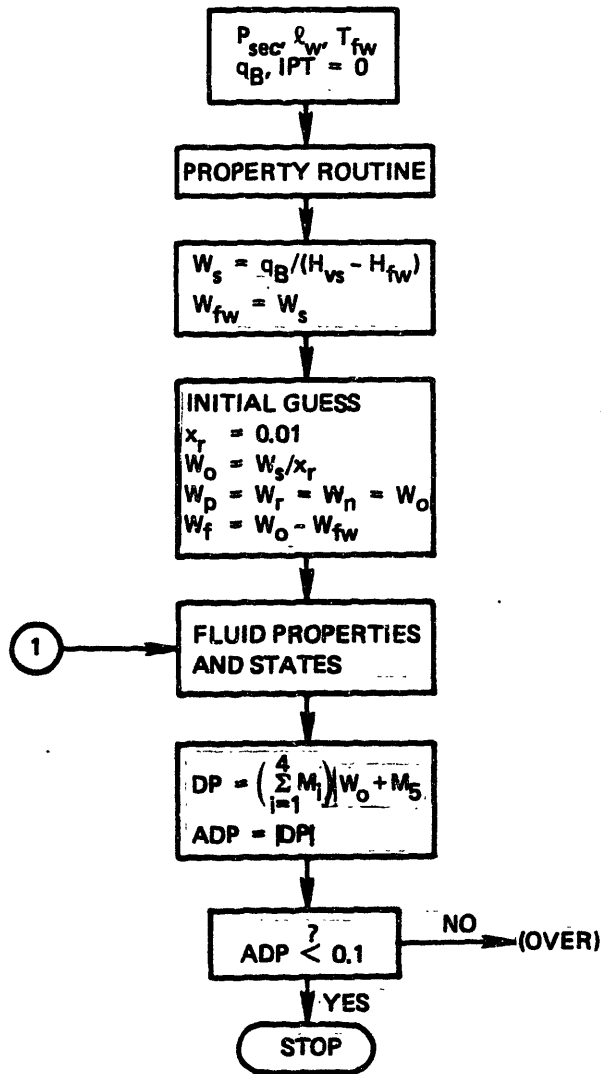 P_sec, ℓ_w, T_fw
q_B, IPT = 0
PROPERTY ROUTINE
W_s = q_B/(H_vs – H_fw)
W_fw = W_s
INITIAL GUESS
x_r = 0.01
W_o = W_s/x_r
W_p = W_r = W_n = W_o
W_f = W_o – W_fw
1
FLUID PROPERTIES
AND STATES
DP = (4 Σ i=1 M_i) W_o + M_5
ADP = |DP|
?
ADP < 0.1
NO
(OVER)
YES
STOP